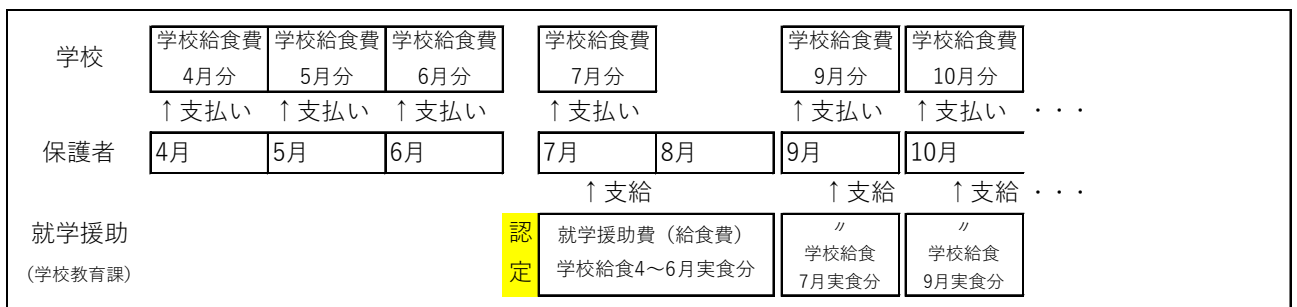 学校
学校給食費 学校給食費 学校給食費 学校給食費 学校給食費 学校給食費
4月分 5月分 6月分 7月分 9月分 10月分
↑支払い ↑支払い ↑支払い ↑支払い ↑支払い ↑支払い ・・・
保護者 4月 5月 6月 7月 8月 9月 10月
↑支給 ↑支給 ↑支給 ・・・
就学援助
(学校教育課)
認定
就学援助費（給食費）
学校給食4～6月実食分
〃
学校給食
7月実食分
〃
学校給食
9月実食分